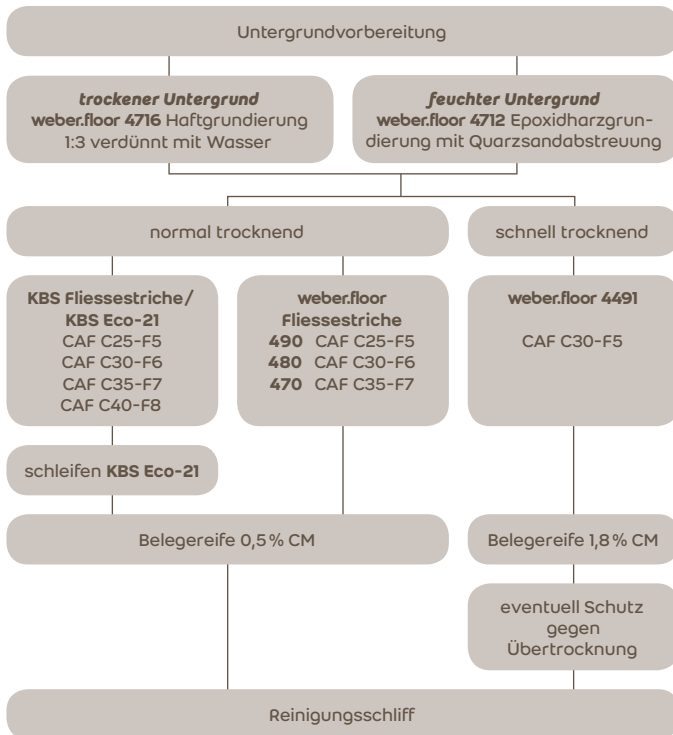 Untergrundvorbereitung
trockener Untergrund
weber.floor 4716 Haftgrundierung
1:3 verdünnt mit Wasser
feuchter Untergrund
weber.floor 4712 Epoxidharzgrun-
dierung mit Quarzsandabstreuung
normal trocknend
schnell trocknend
KBS Fliessestriche/
KBS Eco-21
CAF C25-F5
CAF C30-F6
CAF C35-F7
CAF C40-F8
weber.floor
Fliessestriche
490 CAF C25-F5
480 CAF C30-F6
470 CAF C35-F7
weber.floor 4491
CAF C30-F5
schleifen KBS Eco-21
Belegereife 0,5% CM
Belegereife 1,8% CM
eventuell Schutz
gegen
Übertrocknung
Reinigungsschliff